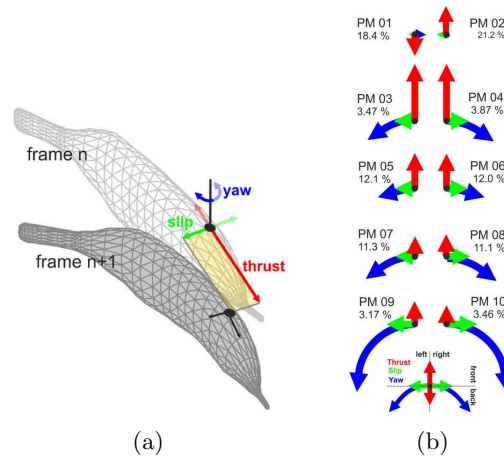 frame n
frame n+1
yaw
slip
thrust
(a)
PM 01
18.4 %
PM 02
21.2 %
PM 03
3.47 %
PM 04
3.87 %
PM 05
12.1 %
PM 06
12.0 %
PM 07
11.3 %
PM 08
11.1 %
PM 09
3.17 %
PM 10
3.46 %
left right
Thrust
Slip
Yaw
front
back
(b)